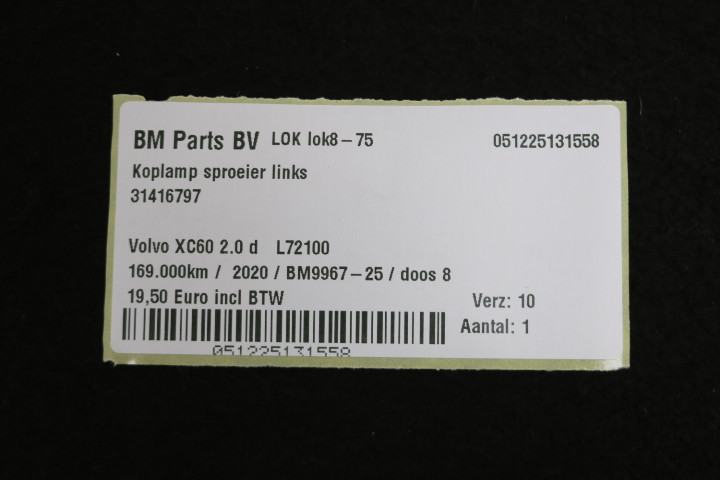 BM Parts BV LOK lok8-75 051225131558
Koplamp sproeier links
31416797
Volvo XC60 2.0 d L72100
169.000km / 2020 / BM9967-25 / doos 8
19,50 Euro incl BTW Verz: 10
Aantal: 1
051225131558